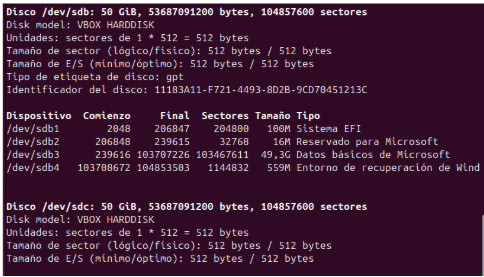 Disco /dev/sdb: 50 GiB, 53687091200 bytes, 104857600 sectores
Disk model: VBOX HARDDISK
Unidades: sectores de 1 * 512 = 512 bytes
Tamaño de sector (lógico/físico): 512 bytes / 512 bytes
Tamaño de E/S (mínimo/óptimo): 512 bytes / 512 bytes
Tipo de etiqueta de disco: gpt
Identificador del disco: 11183A11-F721-4493-8D2B-9CD70451213C
Dispositivo Comienzo Final Sectores Tamaño Tipo
/dev/sdb1 2048 206847 204800 100M Sistema EFI
/dev/sdb2 206848 239615 32768 16M Reservado para Microsoft
/dev/sdb3 239616 103707226 103467611 49,3G Datos básicos de Microsoft
/dev/sdb4 103708672 104853503 1144832 559M Entorno de recuperación de Wind
Disco /dev/sdc: 50 GiB, 53687091200 bytes, 104857600 sectores
Disk model: VBOX HARDDISK
Unidades: sectores de 1 * 512 = 512 bytes
Tamaño de sector (lógico/físico): 512 bytes / 512 bytes
Tamaño de E/S (mínimo/óptimo): 512 bytes / 512 bytes